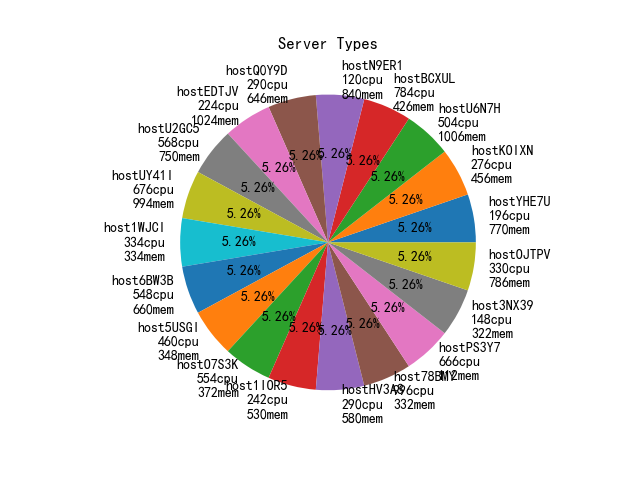 Server Types
hostYHE7U
196cpu
770mem
5.26%
hostKOIXN
276cpu
456mem
5.26%
hostU6N7H
504cpu
1006mem
5.26%
hostBCXUL
784cpu
426mem
5.26%
hostN9ER1
120cpu
840mem
5.26%
hostQOY9D
290cpu
646mem
5.26%
hostEDTJV
224cpu
1024mem
5.26%
hostU2GC5
568cpu
750mem
5.26%
hostUY41I
676cpu
994mem
5.26%
host1WJCI
334cpu
334mem
5.26%
host6BW3B
548cpu
660mem
5.26%
host5USGI
460cpu
348mem
5.26%
host07S3K
554cpu
372mem
5.26%
host1IOR5
242cpu
530mem
5.26%
hostHV3A8
290cpu
580mem
5.26%
host78BMY
996cpu
332mem
5.26%
hostPS3Y7
666cpu
5.26%
host3NX39
148cpu
322mem
5.26%
hostOJTPV
330cpu
786mem
5.26%